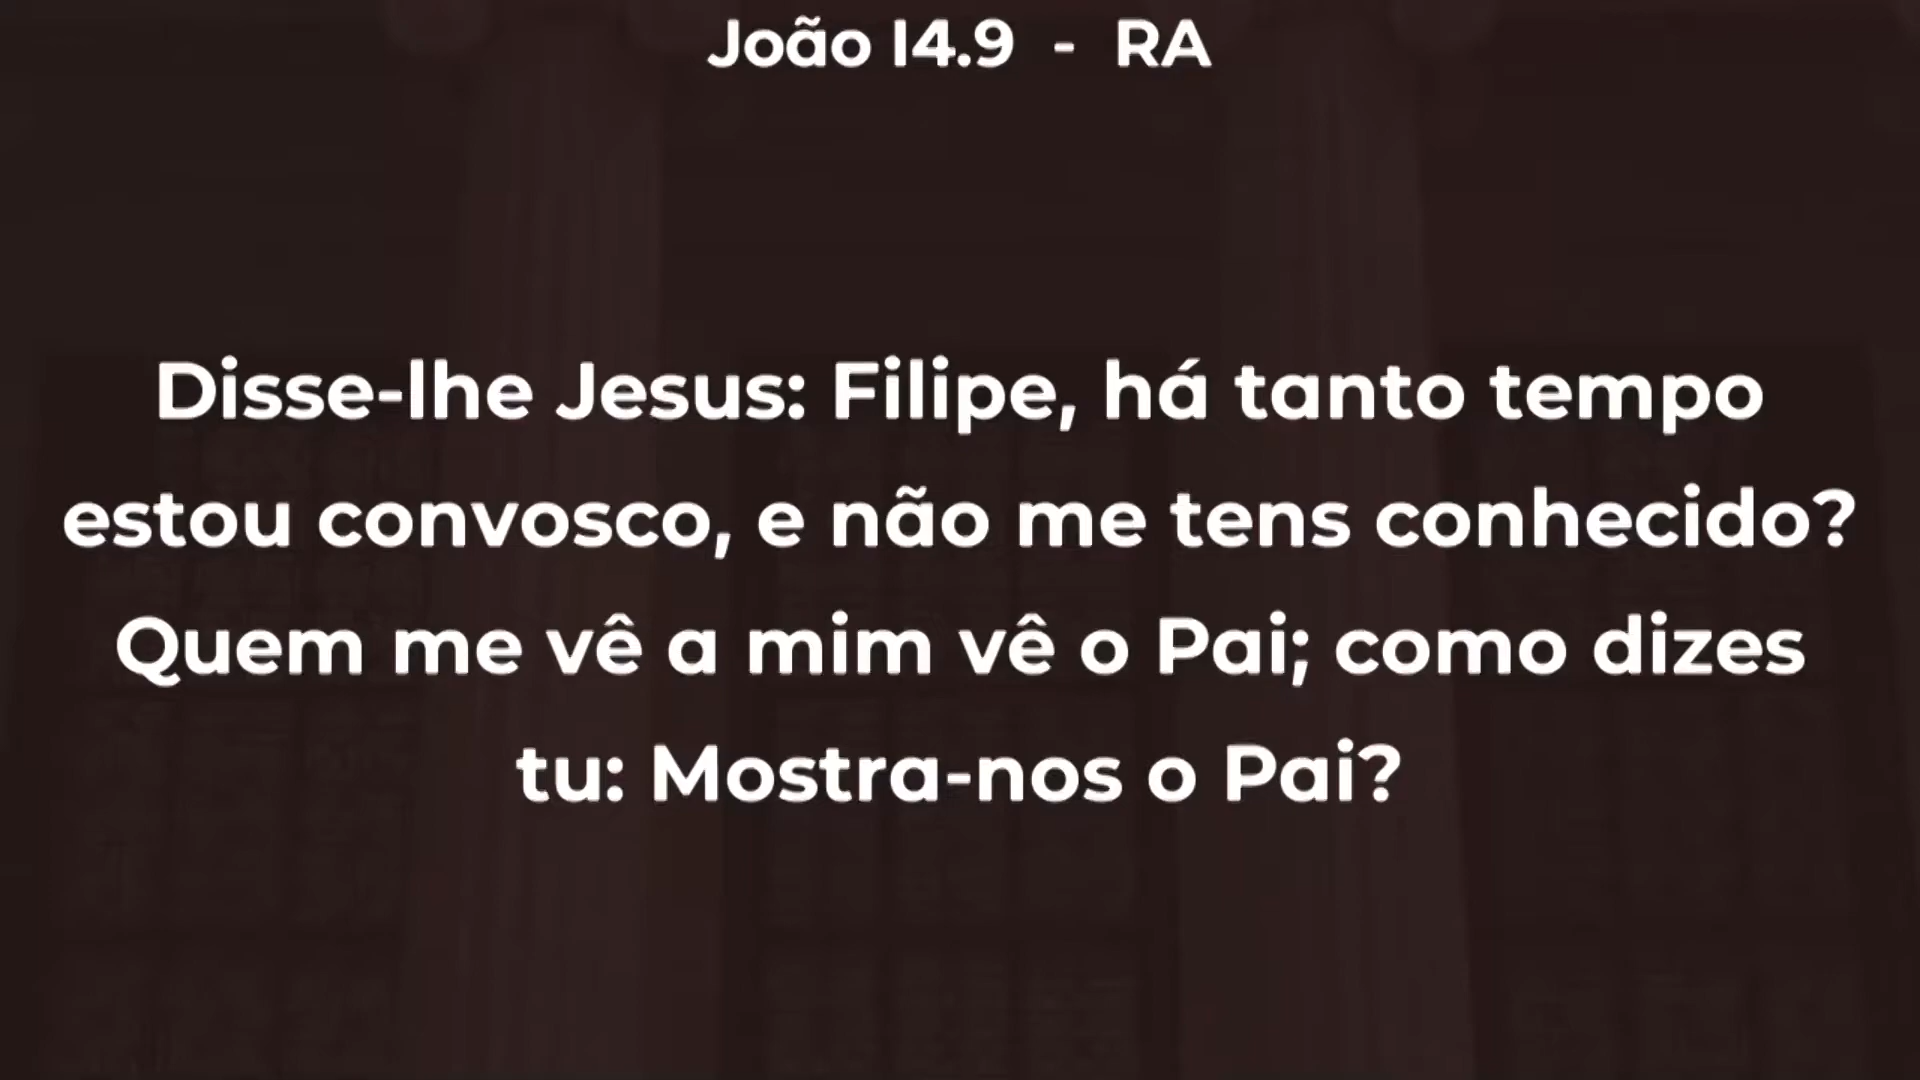 João 14.9 - RA
Disse-lhe Jesus: Filipe, há tanto tempo
estou convosco, e não me tens conhecido?
Quem me vê a mim vê o Pai; como dizes
tu: Mostra-nos o Pai?